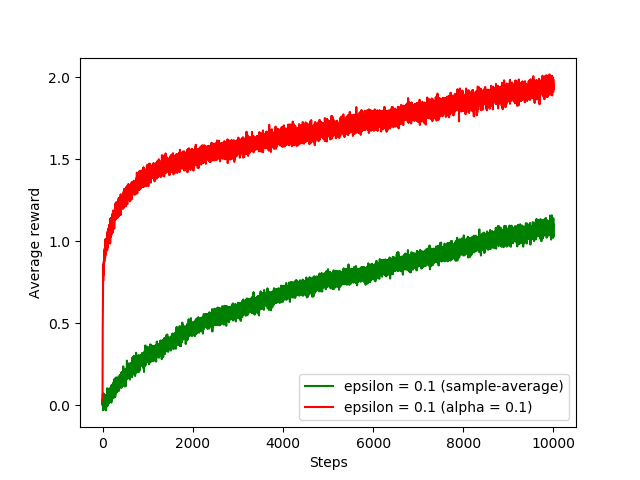 2.0
1.5
1.0
0.5
0.0
Average reward
epsilon = 0.1 (sample-average)
epsilon = 0.1 (alpha = 0.1)
0 2000 4000 6000 8000 10000
Steps